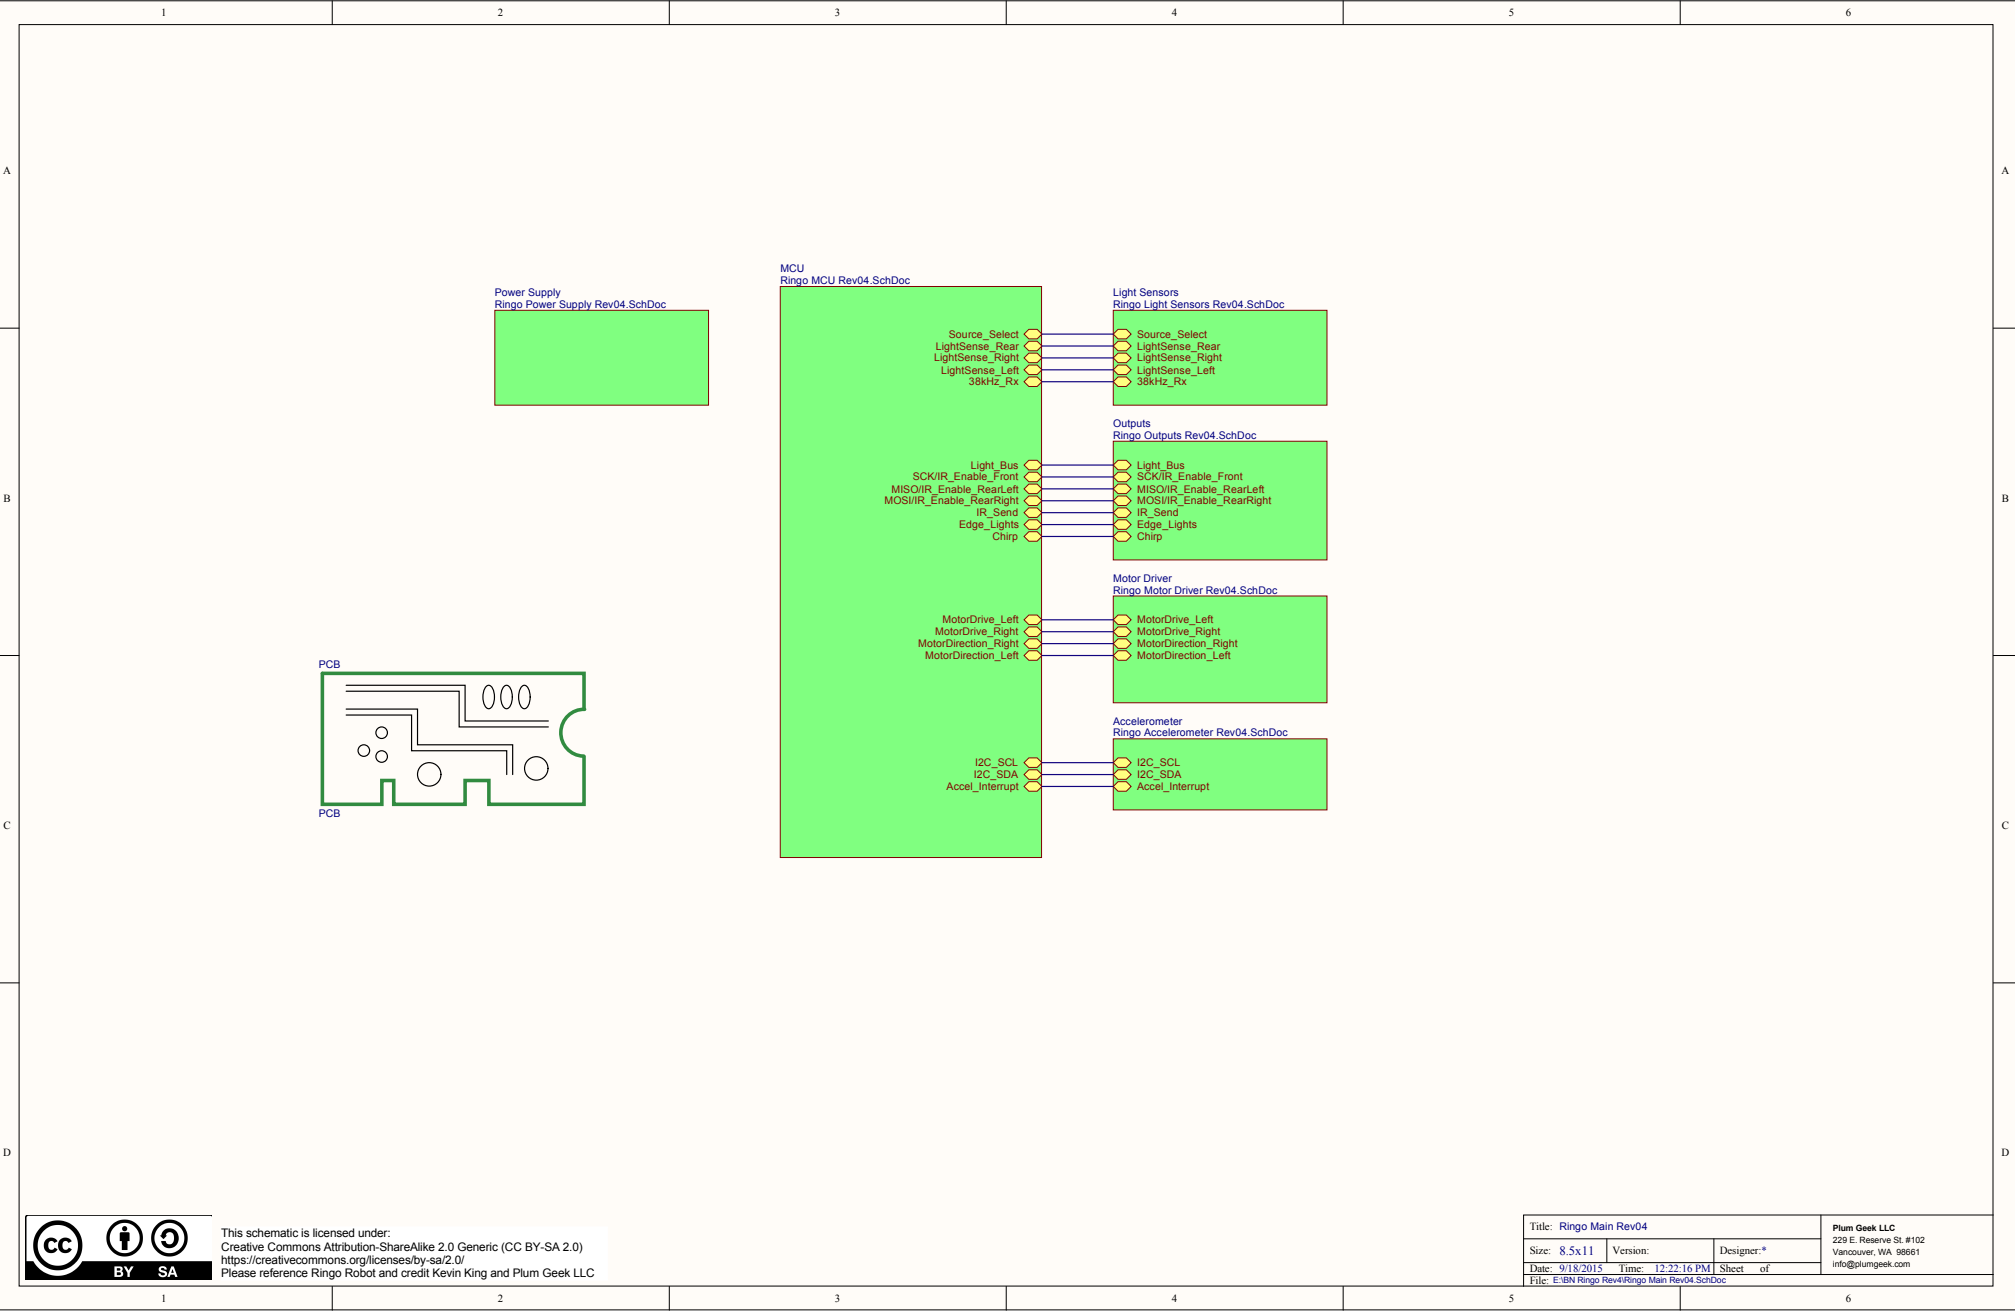 1 2 3 4 5 6
A A
B B
C C
D D
Power Supply
Ringo Power Supply Rev04.SchDoc
MCU
Ringo MCU Rev04.SchDoc
Source_Select
LightSense_Rear
LightSense_Right
LightSense_Left
38kHz_Rx
Light_Bus
SCK/IR_Enable_Front
MISO/IR_Enable_RearLeft
MOSI/IR_Enable_RearRight
IR_Send
Edge_Lights
Chirp
MotorDrive_Left
MotorDrive_Right
MotorDirection_Right
MotorDirection_Left
I2C_SCL
I2C_SDA
Accel_Interrupt
Light Sensors
Ringo Light Sensors Rev04.SchDoc
Source_Select
LightSense_Rear
LightSense_Right
LightSense_Left
38kHz_Rx
Outputs
Ringo Outputs Rev04.SchDoc
Light_Bus
SCK/IR_Enable_Front
MISO/IR_Enable_RearLeft
MOSI/IR_Enable_RearRight
IR_Send
Edge_Lights
Chirp
Motor Driver
Ringo Motor Driver Rev04.SchDoc
MotorDrive_Left
MotorDrive_Right
MotorDirection_Right
MotorDirection_Left
Accelerometer
Ringo Accelerometer Rev04.SchDoc
I2C_SCL
I2C_SDA
Accel_Interrupt
PCB
PCB
cc
BY SA
This schematic is licensed under:
Creative Commons Attribution-ShareAlike 2.0 Generic (CC BY-SA 2.0)
https://creativecommons.org/licenses/by-sa/2.0/
Please reference Ringo Robot and credit Kevin King and Plum Geek LLC
Title: Ringo Main Rev04
Size: 8.5x11 Version: Designer:*
Date: 9/18/2015 Time: 12:22:16 PM Sheet of
File: E:\BN Ringo Rev4\Ringo Main Rev04.SchDoc
Plum Geek LLC
229 E. Reserve St. #102
Vancouver, WA 98661
info@plumgeek.com
1 2 3 4 5 6